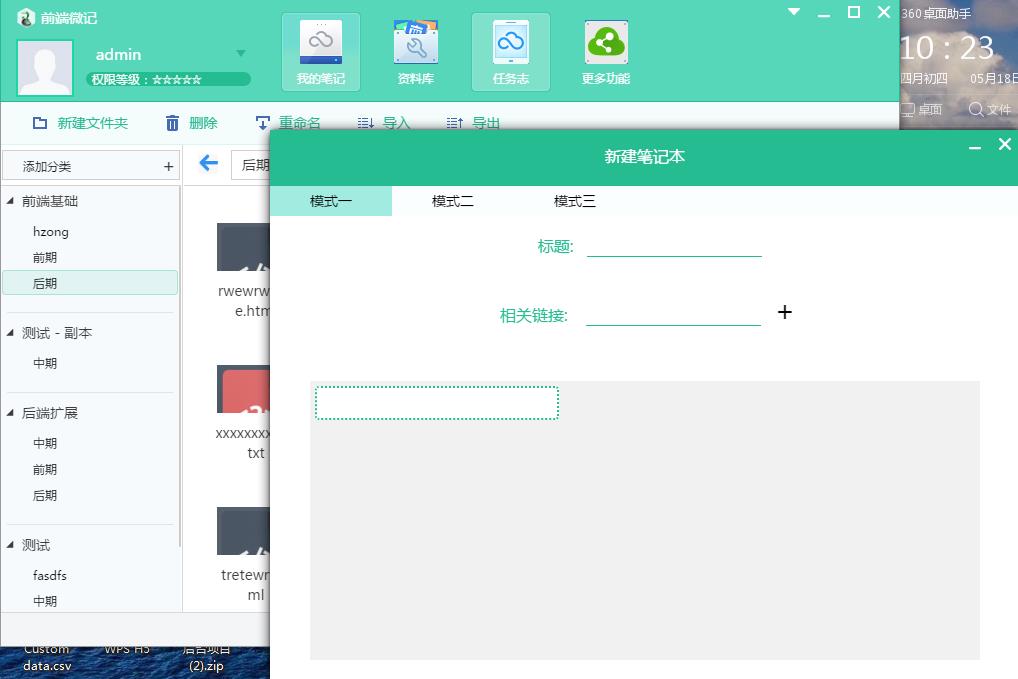 前端微记
admin
权限等级：☆☆☆☆☆
我的笔记
资料库
任务志
更多功能
360桌面助手
10 : 23
四月初四
05月18日
桌面
文件
新建文件夹
删除
重命名
导入
导出
添加分类
+
后期
前端基础
hzong
前期
后期
测试 - 副本
中期
后端扩展
中期
前期
后期
测试
fasdfs
中期
rwewrw
e.htm
xxxxxxxx
txt
tretewr
ml
新建笔记本
模式一
模式二
模式三
标题:
相关链接:
+
Custom
data.csv
WPS H5
后台项目
(2).zip